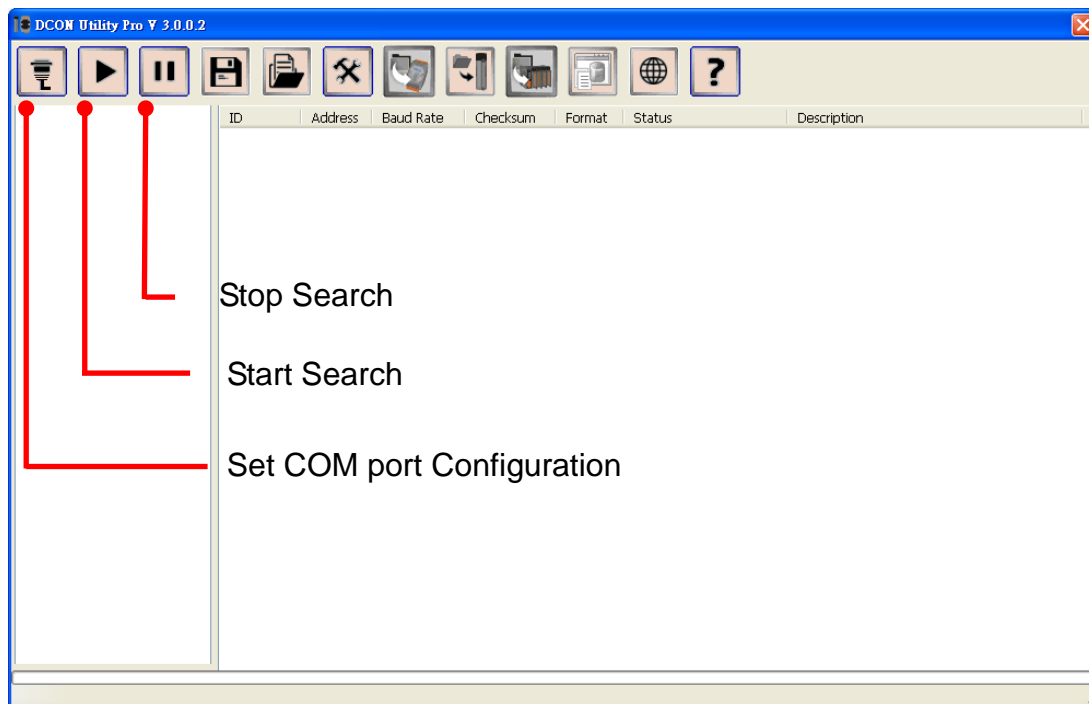 DCON Utility Pro V 3.0.0.2
?
ID Address Baud Rate Checksum Format Status Description
Stop Search
Start Search
Set COM port Configuration